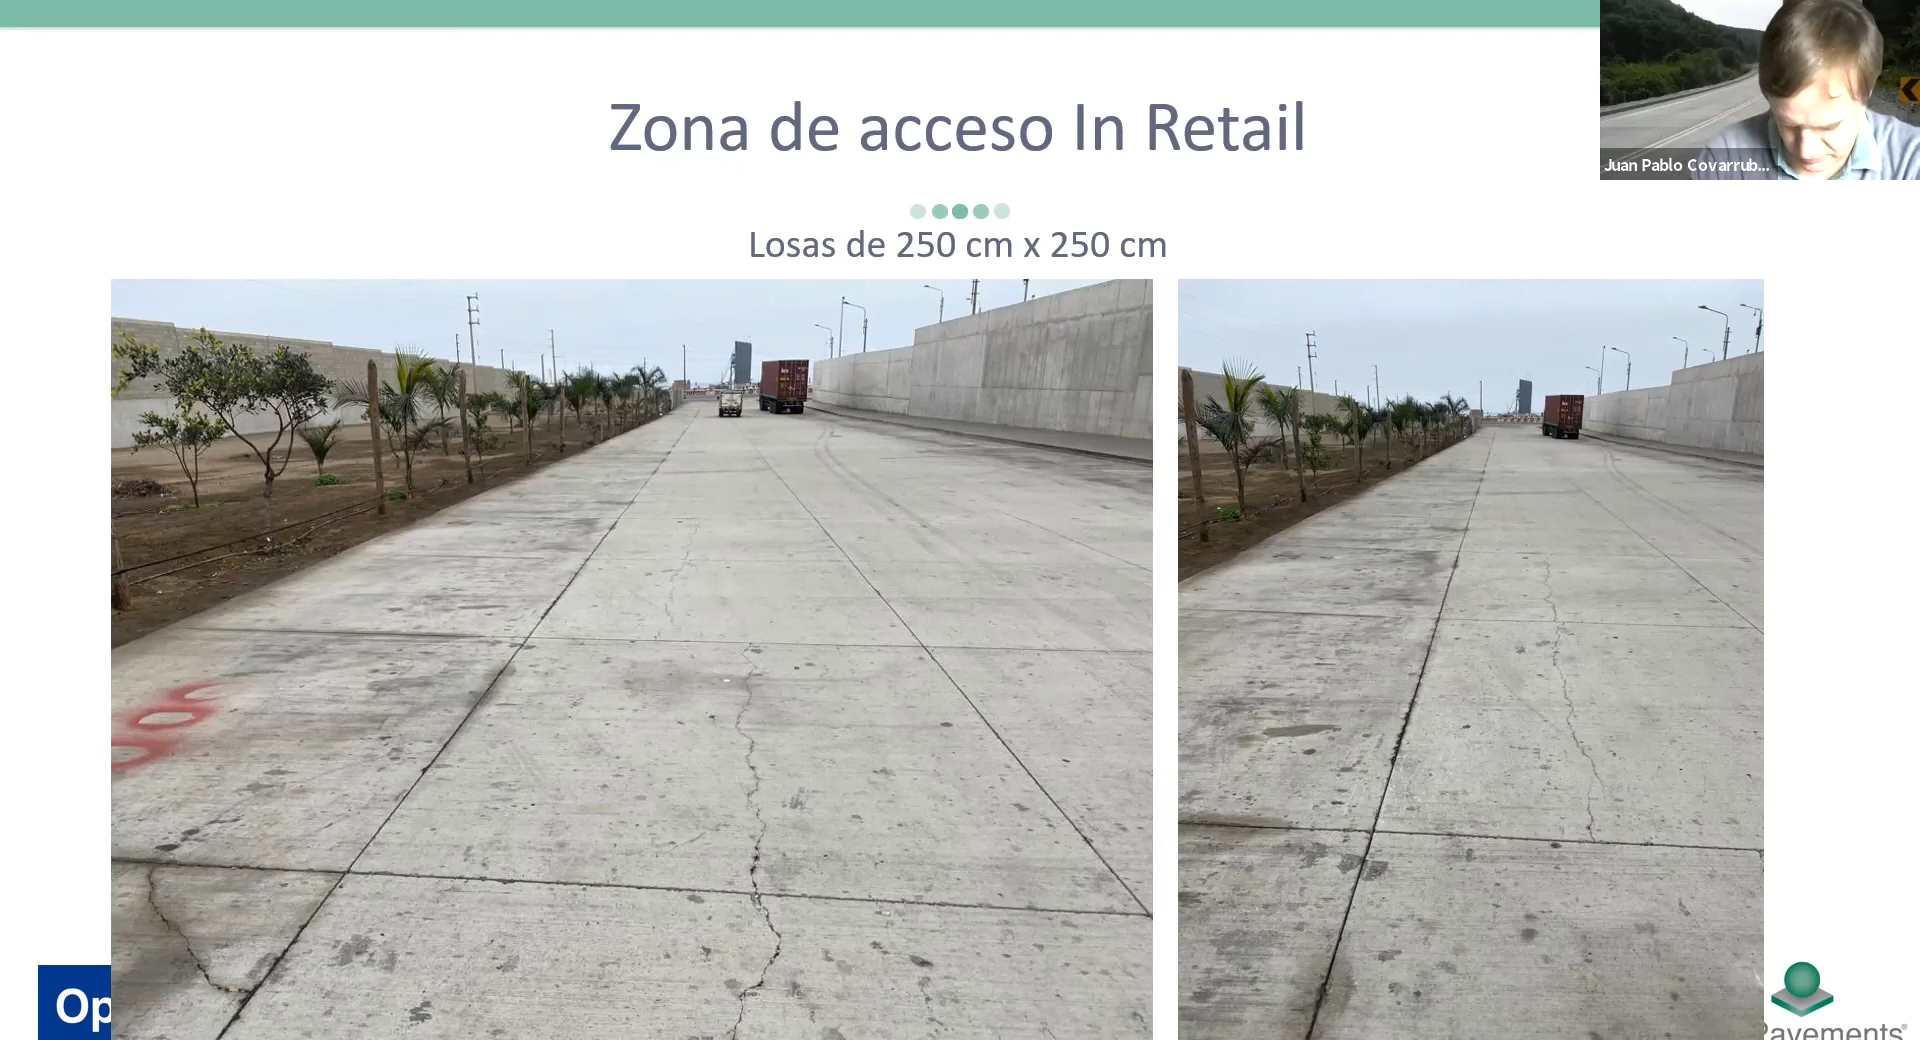 Zona de acceso In Retail
Juan Pablo Covarrub...
Losas de 250 cm x 250 cm
Op
Pavements®